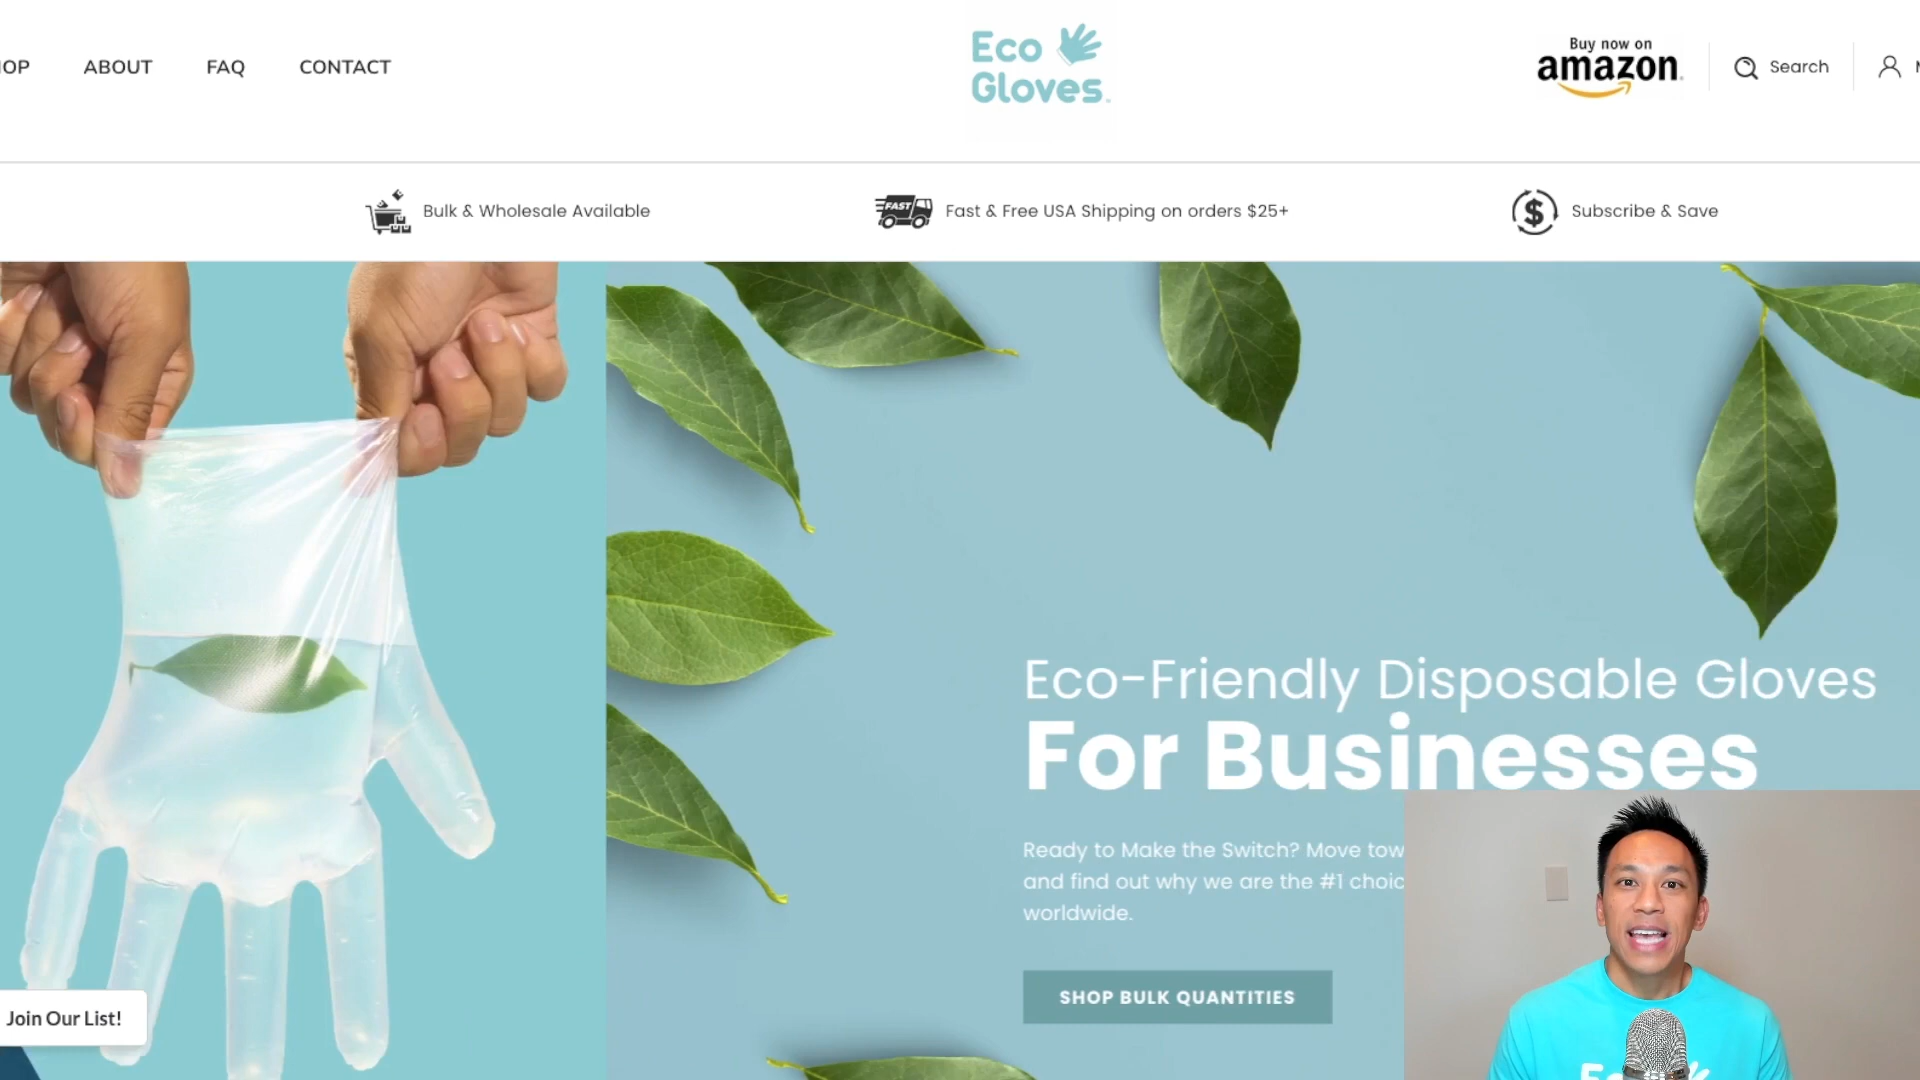 OP
ABOUT
FAQ
CONTACT
Eco
Gloves
Buy now on
amazon
Search
Bulk & Wholesale Available
FAST
Fast & Free USA Shipping on orders $25+
$
Subscribe & Save
Eco-Friendly Disposable Gloves
For Businesses
Ready to Make the Switch? Move tow
and find out why we are the #1 choic
worldwide.
SHOP BULK QUANTITIES
Join Our List!